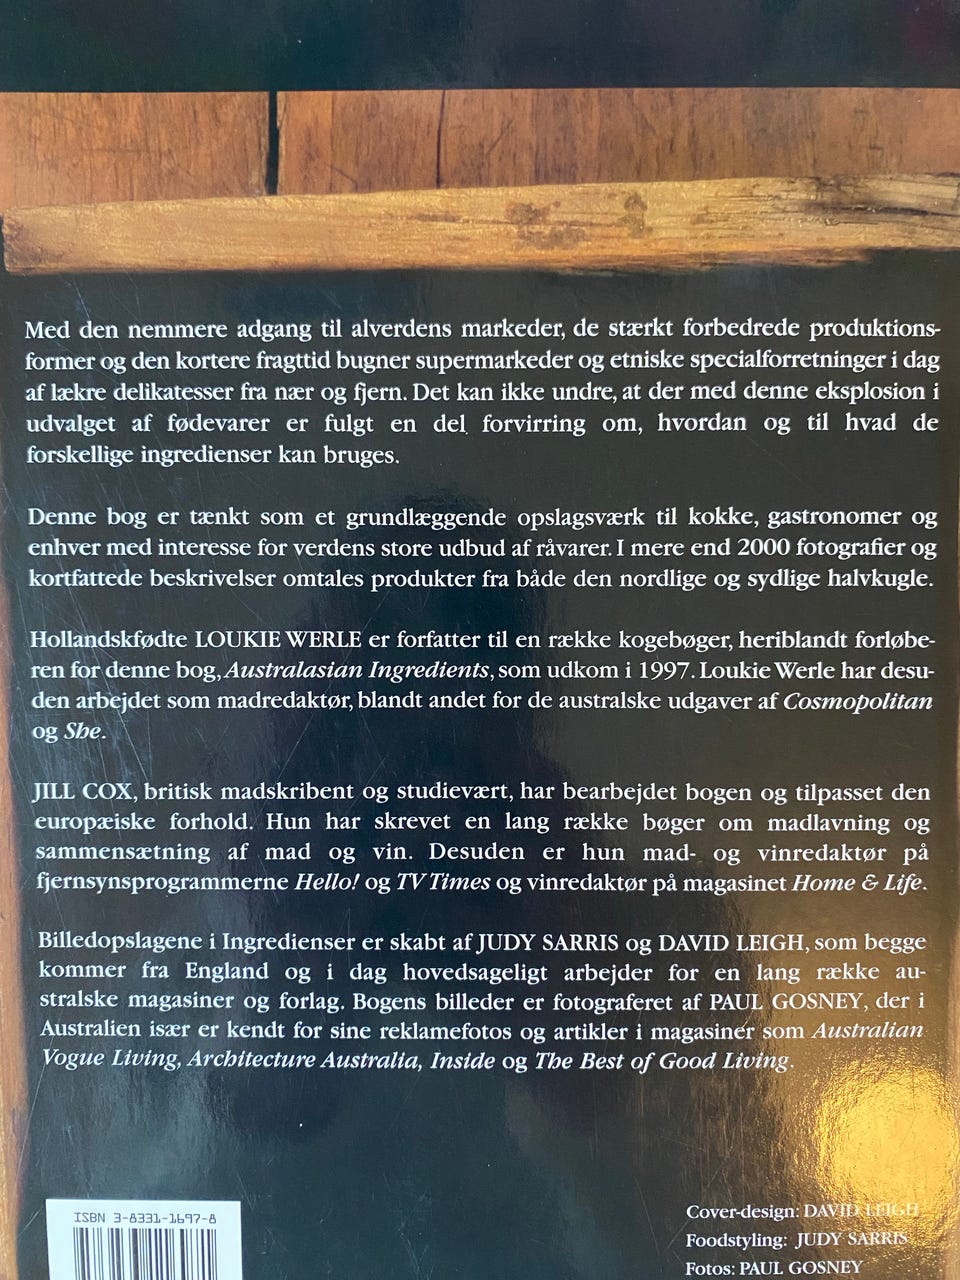 Med den nemmere adgang til alverdens markeder, de stærkt forbedrede produktions-
former og den kortere fragttid bugner supermarkeder og etniske specialforretninger i dag
af lækre delikatesser fra nær og fjern. Det kan ikke undre, at der med denne eksplosion i
udvalget af fødevarer er fulgt en del forvirring om, hvordan og til hvad de
forskellige ingredienser kan bruges.
Denne bog er tænkt som et grundlæggende opslagsværk til kokke, gastronomer og
enhver med interesse for verdens store udbud af råvarer. I mere end 2000 fotografier og
kortfattede beskrivelser omtales produkter fra både den nordlige og sydlige halvkugle.
Hollandskfødte LOUKIE WERLE er forfatter til en række kogebøger, heriblandt forløbe-
ren for denne bog, Australasian Ingredients, som udkom i 1997. Loukie Werle har desu-
den arbejdet som madredaktør, blandt andet for de australske udgaver af Cosmopolitan
og She.
JILL COX, britisk madskribent og studievært, har bearbejdet bogen og tilpasset den
europæiske forhold. Hun har skrevet en lang række bøger om madlavning og
sammensætning af mad og vin. Desuden er hun mad- og vinredaktør på
fjernsynsprogrammerne Hello! og TV Times og vinredaktør på magasinet Home & Life.
Billedopslagene i Ingredienser er skabt af JUDY SARRIS og DAVID LEIGH, som begge
kommer fra England og i dag hovedsageligt arbejder for en lang række au-
stralske magasiner og forlag. Bogens billeder er fotograferet af PAUL GOSNEY, der i
Australien især er kendt for sine reklamefotos og artikler i magasiner som Australian
Vogue Living, Architecture Australia, Inside og The Best of Good Living.
ISBN 3-8331-1697-8
Cover-design: DAVID LEIGH
Foodstyling: JUDY SARRIS
Fotos: PAUL GOSNEY